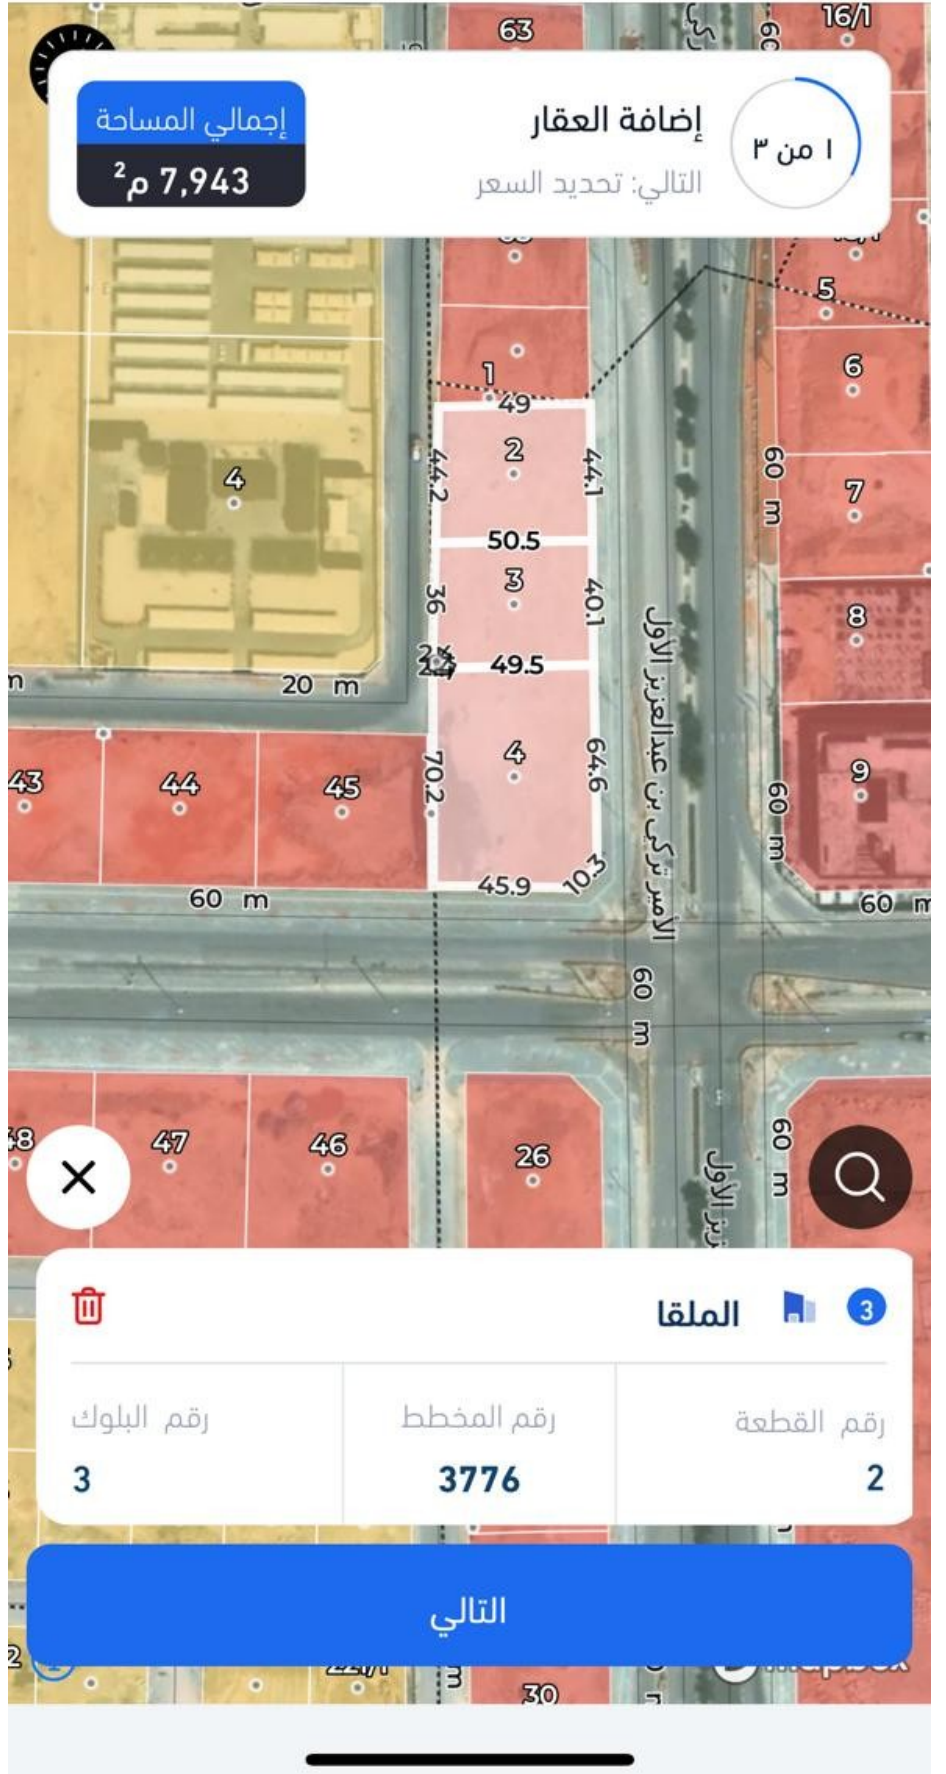 63
16/1
60
إضافة العقار
التالي: تحديد السعر
١ من ٣
إجمالي المساحة
7,943 م²
5
1
49
6
44.2
2
44.1
60 m
4
7
50.5
36
3
40.1
8
49.5
20 m
الأمير تركي بن عبدالعزيز الأول
70.2
4
64.6
9
43
44
45
60 m
45.9
10.3
60 m
60 m
60 m
48
47
46
26
60 m
زيز الأول
3
الملقا
رقم القطعة
رقم المخطط
رقم البلوك
2
3776
3
التالي
30
mapbox